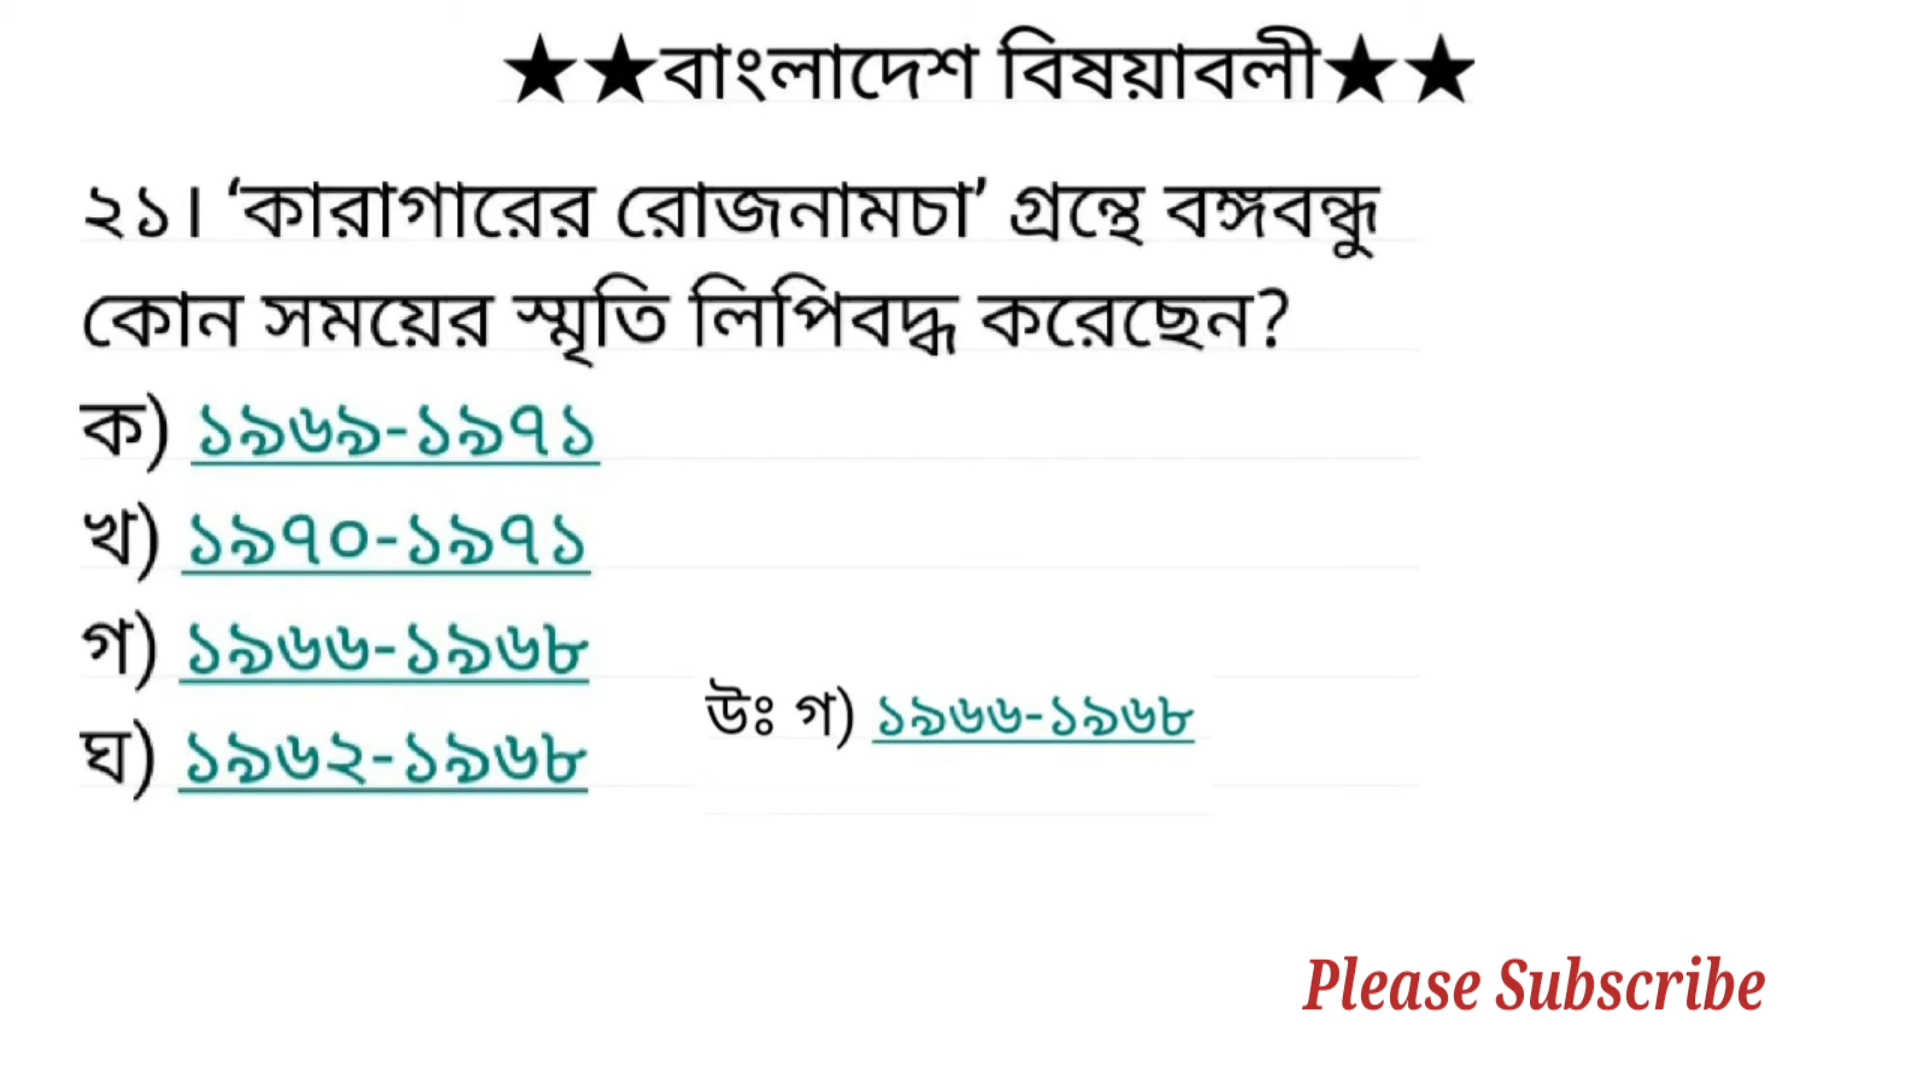 ★★বাংলাদেশ বিষয়াবলী★★
২১। ‘কারাগারের রোজনামচা’ গ্রন্থে বঙ্গবন্ধু
কোন সময়ের স্মৃতি লিপিবদ্ধ করেছেন?
ক) ১৯৬৯-১৯৭১
খ) ১৯৭০-১৯৭১
গ) ১৯৬৬-১৯৬৮
ঘ) ১৯৬২-১৯৬৮
উঃ গ) ১৯৬৬-১৯৬৮
Please Subscribe